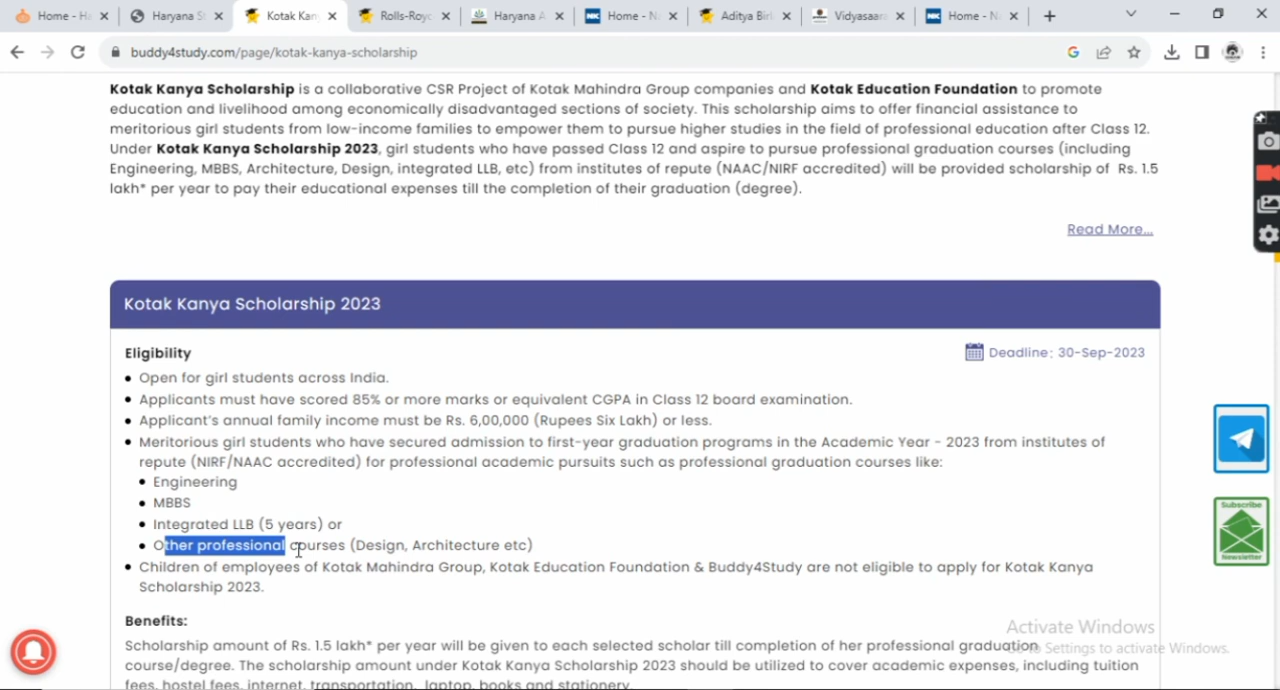 Home - Ha
Haryana St
Kotak Kan
Rolls-Royc
Haryana A
Home - N
Aditya Birl
Vidyasaara
Home - N
buddy4study.com/page/kotak-kanya-scholarship
Kotak Kanya Scholarship is a collaborative CSR Project of Kotak Mahindra Group companies and Kotak Education Foundation to promote
education and livelihood among economically disadvantaged sections of society. This scholarship aims to offer financial assistance to
meritorious girl students from low-income families to empower them to pursue higher studies in the field of professional education after Class 12.
Under Kotak Kanya Scholarship 2023, girl students who have passed Class 12 and aspire to pursue professional graduation courses (including
Engineering, MBBS, Architecture, Design, integrated LLB, etc) from institutes of repute (NAAC/NIRF accredited) will be provided scholarship of Rs. 1.5
lakh* per year to pay their educational expenses till the completion of their graduation (degree).
Read More...
Kotak Kanya Scholarship 2023
Eligibility
Deadline: 30-Sep-2023
• Open for girl students across India.
• Applicants must have scored 85% or more marks or equivalent CGPA in Class 12 board examination.
• Applicant's annual family income must be Rs. 6,00,000 (Rupees Six Lakh) or less.
• Meritorious girl students who have secured admission to first-year graduation programs in the Academic Year - 2023 from institutes of
repute (NIRF/NAAC accredited) for professional academic pursuits such as professional graduation courses like:
• Engineering
• MBBS
• Integrated LLB (5 years) or
• Other professional courses (Design, Architecture etc)
• Children of employees of Kotak Mahindra Group, Kotak Education Foundation & Buddy4Study are not eligible to apply for Kotak Kanya
Scholarship 2023.
Subscribe
Newsletter
Benefits:
Scholarship amount of Rs. 1.5 lakh* per year will be given to each selected scholar till completion of her professional graduation
course/degree. The scholarship amount under Kotak Kanya Scholarship 2023 should be utilized to cover academic expenses, including tuition
fees, hostel fees, internet, transportation, laptop, books and stationery.
Activate Windows
Go to Settings to activate Windows.